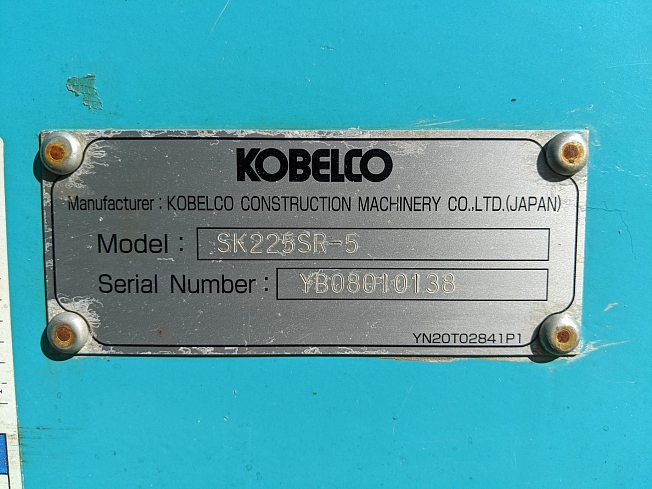 KOBELCO
Manufacturer : KOBELCO CONSTRUCTION MACHINERY CO.,LTD.(JAPAN)
Model : SK225SR-5
Serial Number : YB08010138
YN20T02841P1